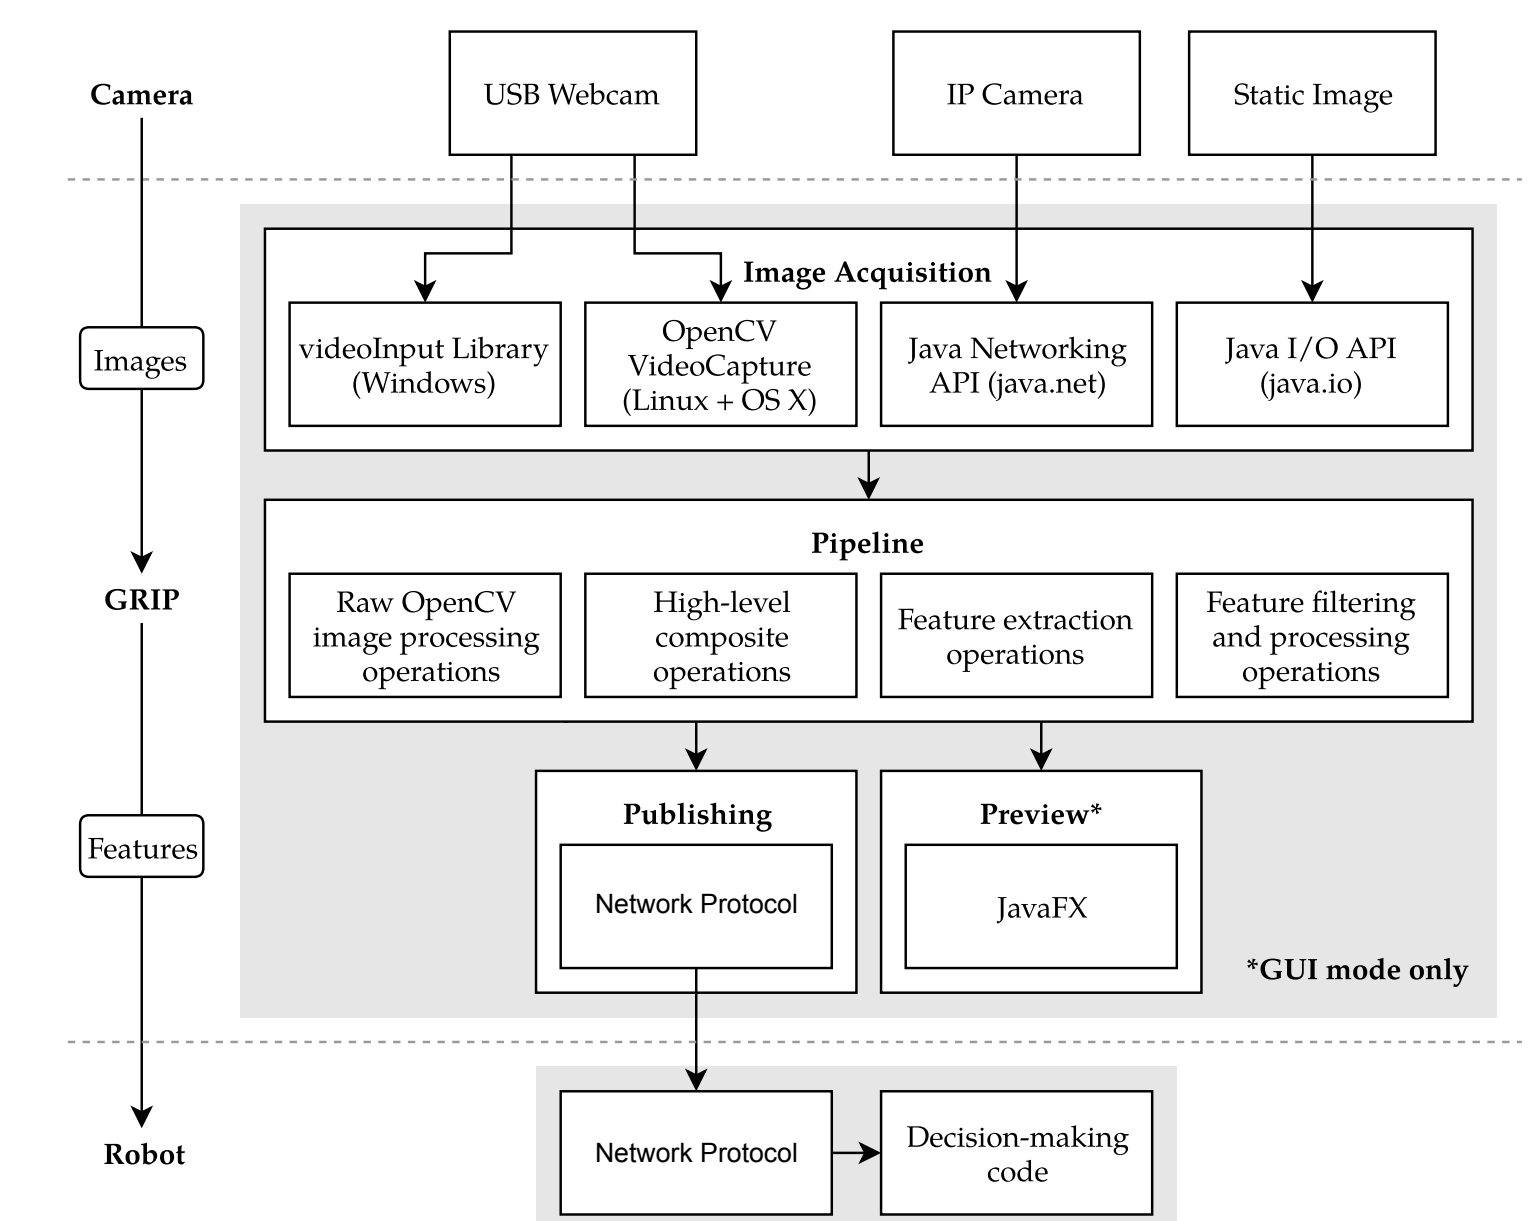 Camera
USB Webcam
IP Camera
Static Image
Image Acquisition
Images
videoInput Library
(Windows)
OpenCV
VideoCapture
(Linux + OS X)
Java Networking
API (java.net)
Java I/O API
(java.io)
Pipeline
GRIP
Raw OpenCV
image processing
operations
High-level
composite
operations
Feature extraction
operations
Feature filtering
and processing
operations
Features
Publishing
Network Protocol
Preview*
JavaFX
*GUI mode only
Robot
Network Protocol
Decision-making
code